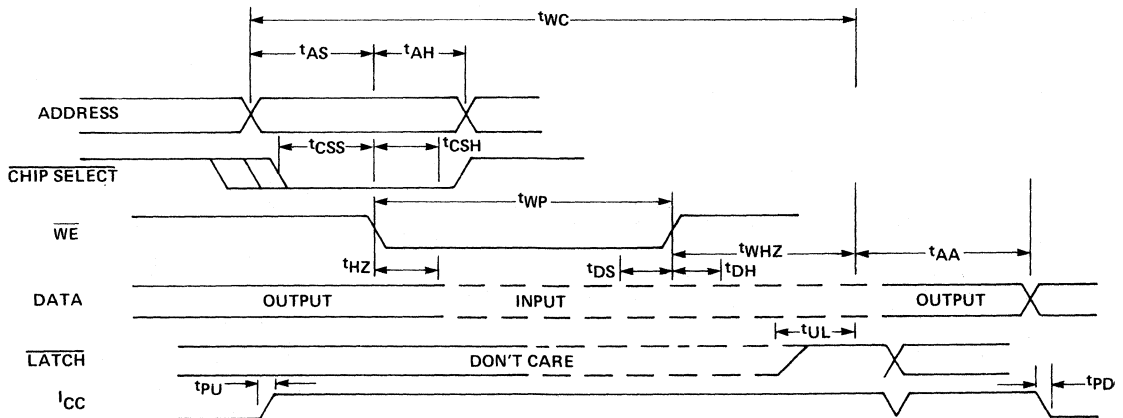 tWC
tAS tAH
ADDRESS
tCSS tCSH
CHIP SELECT
tWP
WE
tWHZ tAA
tHZ tDS tDH
DATA OUTPUT INPUT OUTPUT
tUL
LATCH DON'T CARE
tPU tPD
ICC